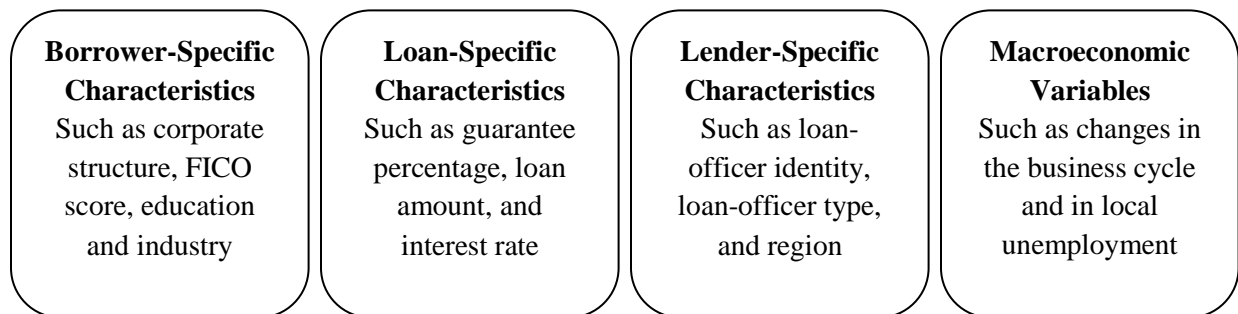 Borrower-Specific
Characteristics
Such as corporate
structure, FICO
score, education
and industry
Loan-Specific
Characteristics
Such as guarantee
percentage, loan
amount, and
interest rate
Lender-Specific
Characteristics
Such as loan-
officer identity,
loan-officer type,
and region
Macroeconomic
Variables
Such as changes in
the business cycle
and in local
unemployment